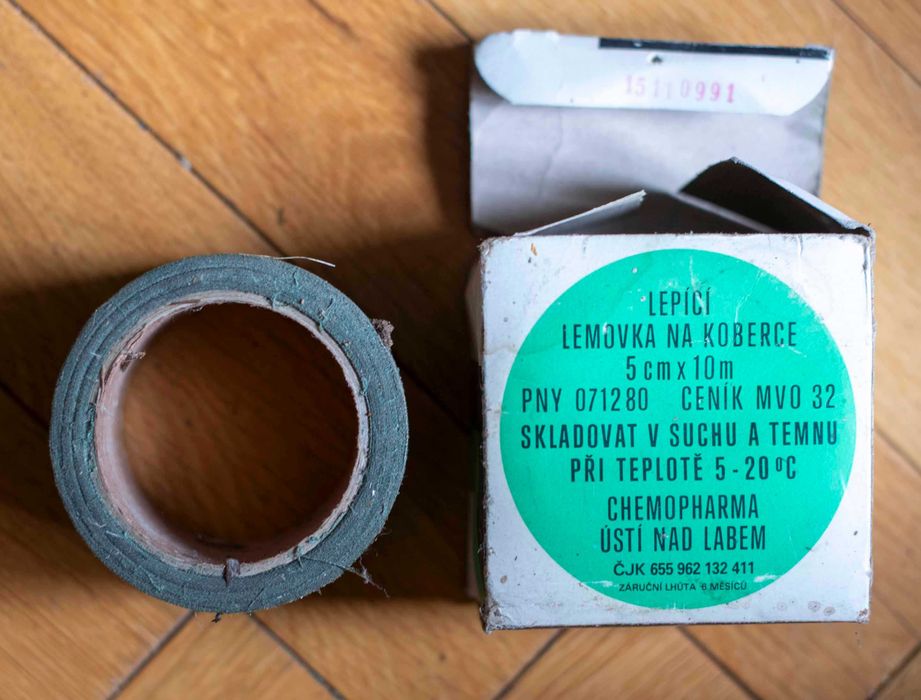 15110991
LEPÍCÍ
LEMOVKA NA KOBERCE
5 cm x 10 m
PNY 071280 CENÍK MVO 32
SKLADOVAT V SUCHU A TEMNU
PŘI TEPLOTĚ 5 - 20 °C
CHEMOPHARMA
ÚSTÍ NAD LABEM
ČJK 655 962 132 411
ZÁRUČNÍ LHŮTA 6 MĚSÍCŮ